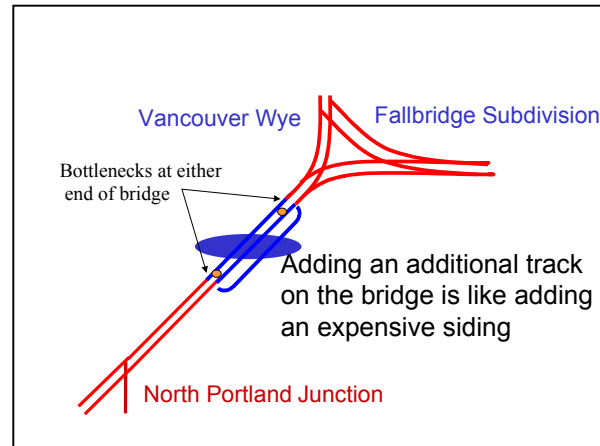 Vancouver Wye
Fallbridge Subdivision
Bottlenecks at either
end of bridge
Adding an additional track
on the bridge is like adding
an expensive siding
North Portland Junction